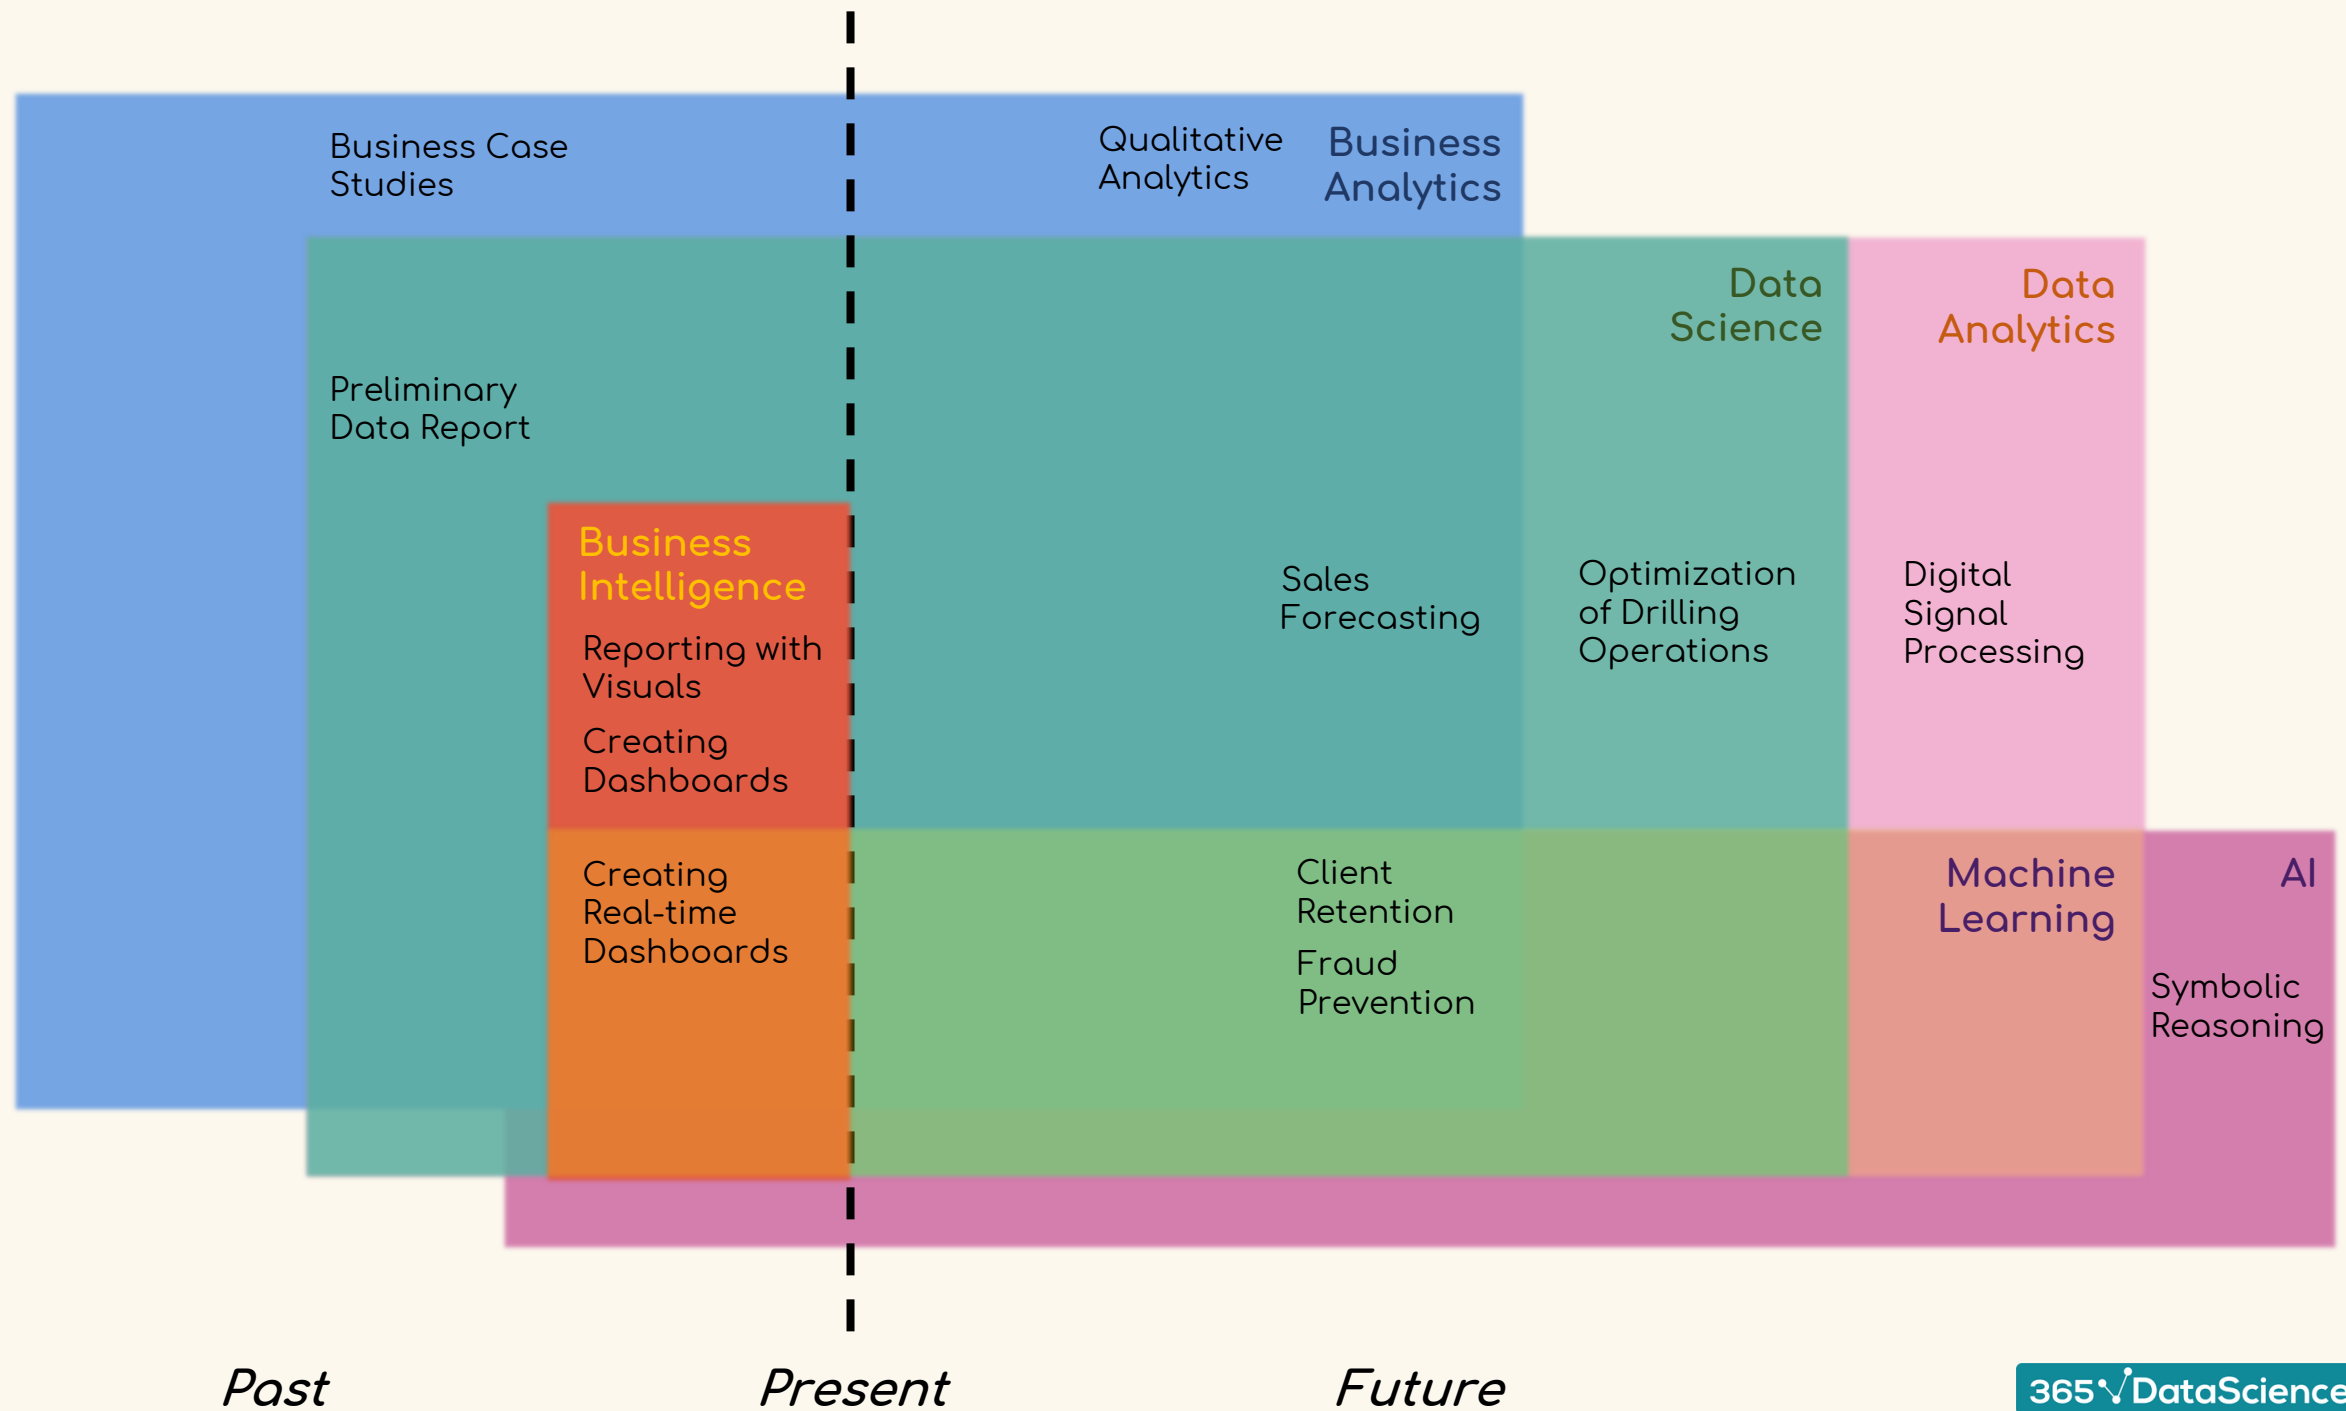 Business Case
Studies
Qualitative
Analytics
Business
Analytics
Data
Science
Data
Analytics
Preliminary
Data Report
Business
Intelligence
Reporting with
Visuals
Creating
Dashboards
Sales
Forecasting
Optimization
of Drilling
Operations
Digital
Signal
Processing
Creating
Real-time
Dashboards
Client
Retention
Fraud
Prevention
Machine
Learning
AI
Symbolic
Reasoning
Past
Present
Future
365 DataScience